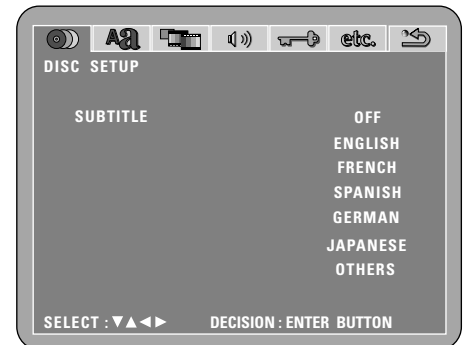 Aa etc.
DISC SETUP
SUBTITLE OFF
ENGLISH
FRENCH
SPANISH
GERMAN
JAPANESE
OTHERS
SELECT : ▼▲◄► DECISION : ENTER BUTTON